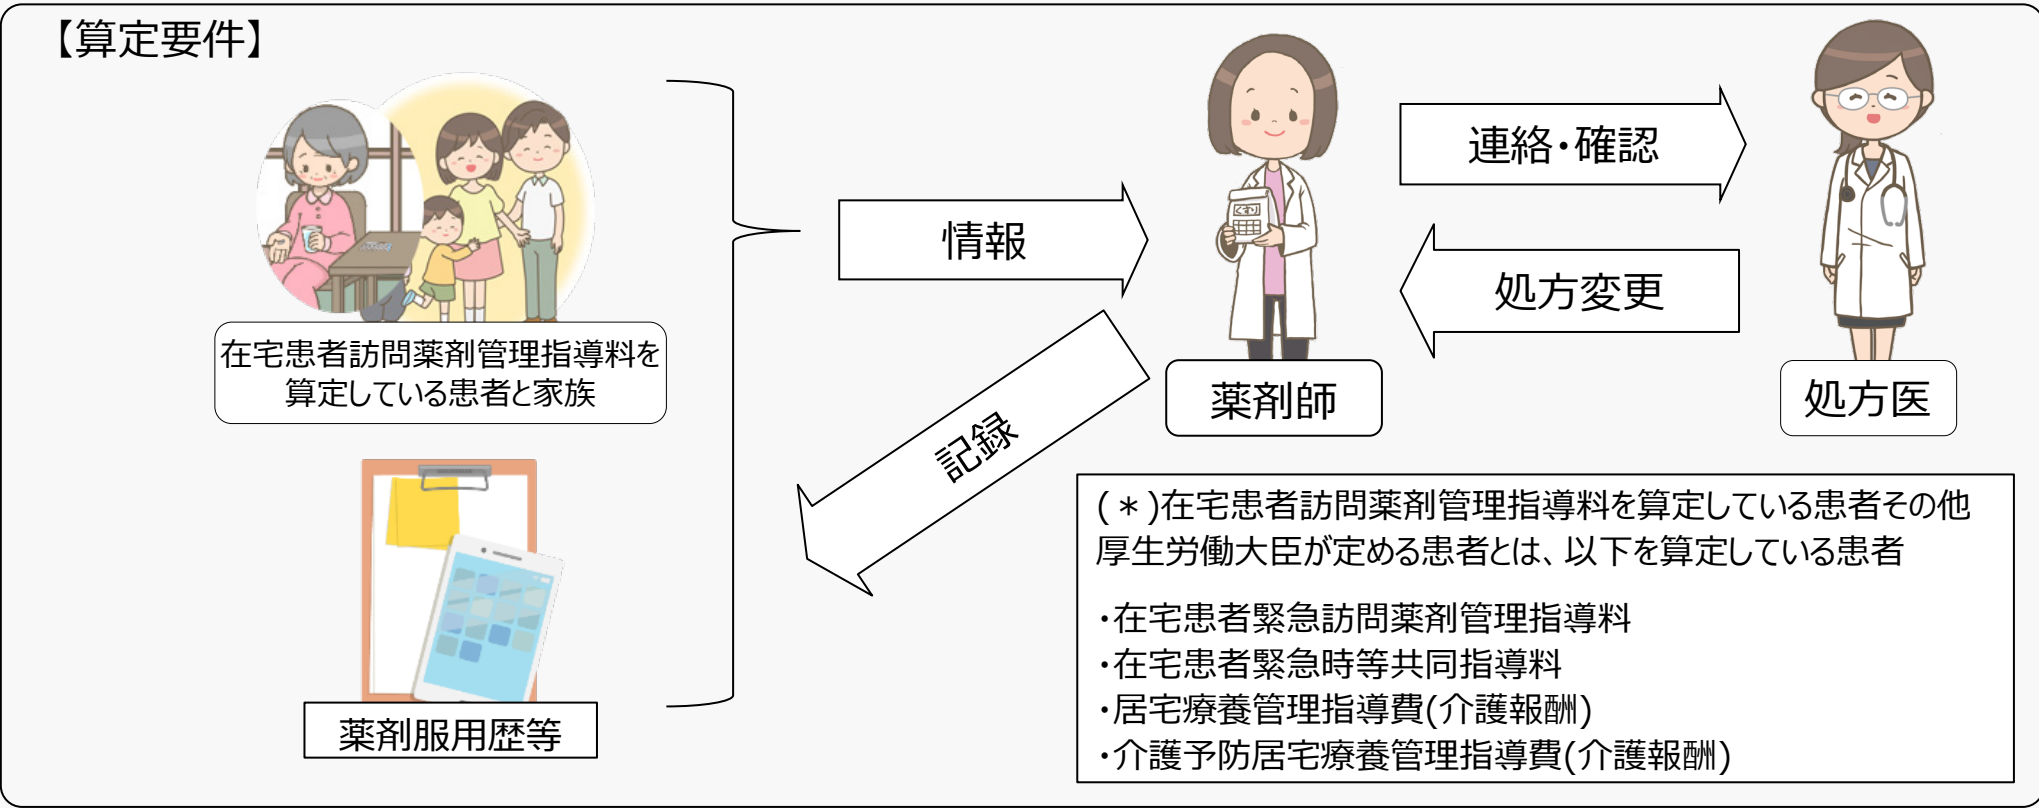 【算定要件】
在宅患者訪問薬剤管理指導料を
算定している患者と家族
薬剤服用歴等
情報
記録
くすり
薬剤師
連絡・確認
処方変更
処方医
(＊)在宅患者訪問薬剤管理指導料を算定している患者その他
厚生労働大臣が定める患者とは、以下を算定している患者
・在宅患者緊急訪問薬剤管理指導料
・在宅患者緊急時等共同指導料
・居宅療養管理指導費(介護報酬)
・介護予防居宅療養管理指導費(介護報酬)